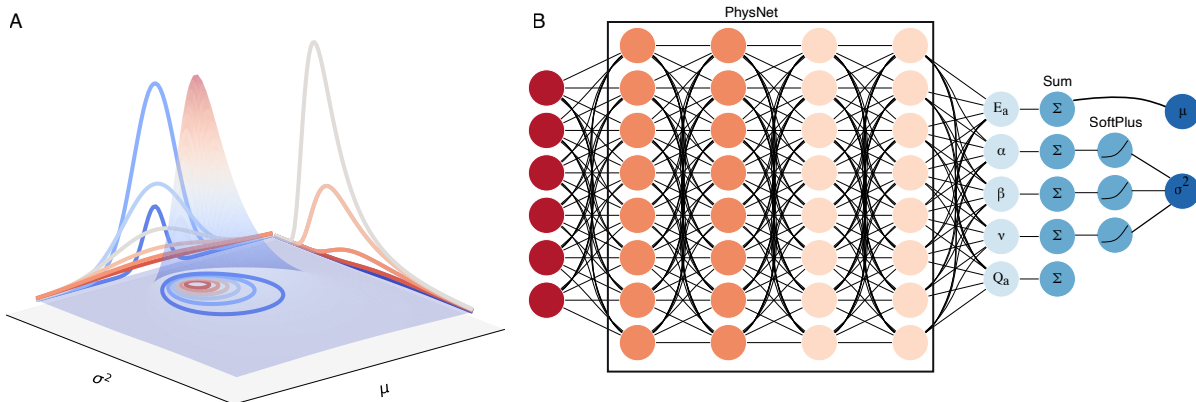 A
σ²
μ
B
PhysNet
Sum
SoftPlus
Eₐ
Σ
μ
α
Σ
β
Σ
σ²
ν
Σ
Qₐ
Σ